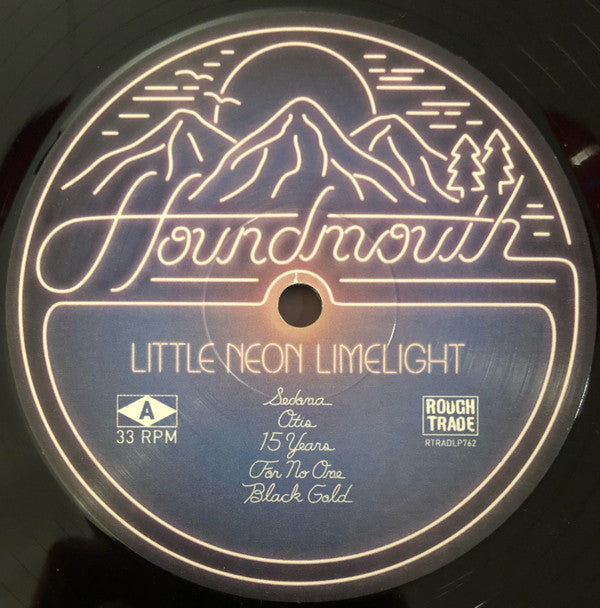 Houndmouth
LITTLE NEON LIMELIGHT
A
33 RPM
Sedona
Otis
15 Years
For No One
Black Gold
ROUGH
TRADE
RTRADLP762